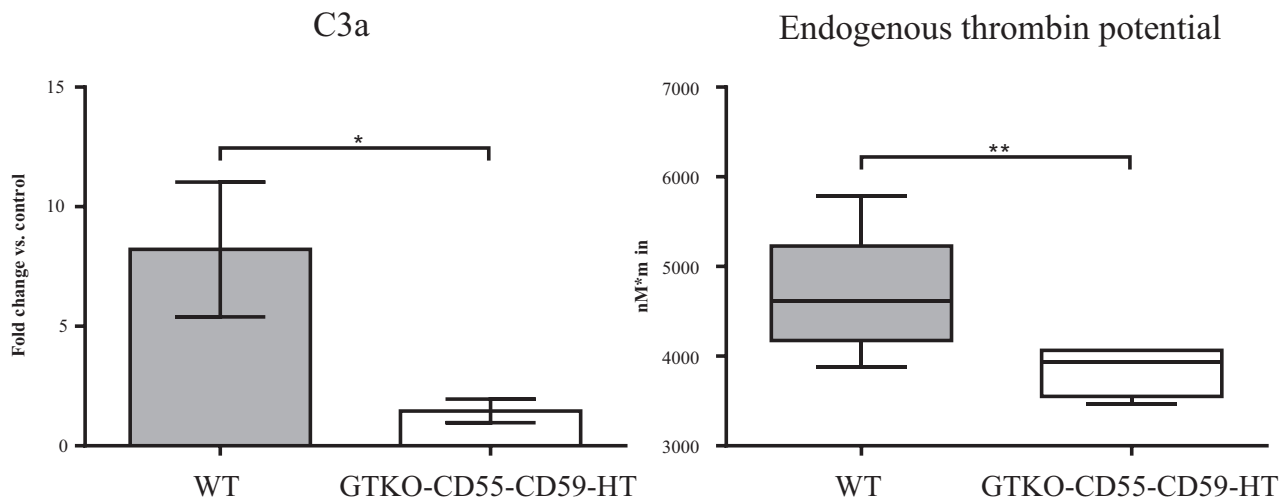 C3a
Fold change vs. control
15
10
5
0
*
WT
GTKO-CD55-CD59-HT
Endogenous thrombin potential
nM*m in
7000
6000
5000
4000
3000
**
WT
GTKO-CD55-CD59-HT